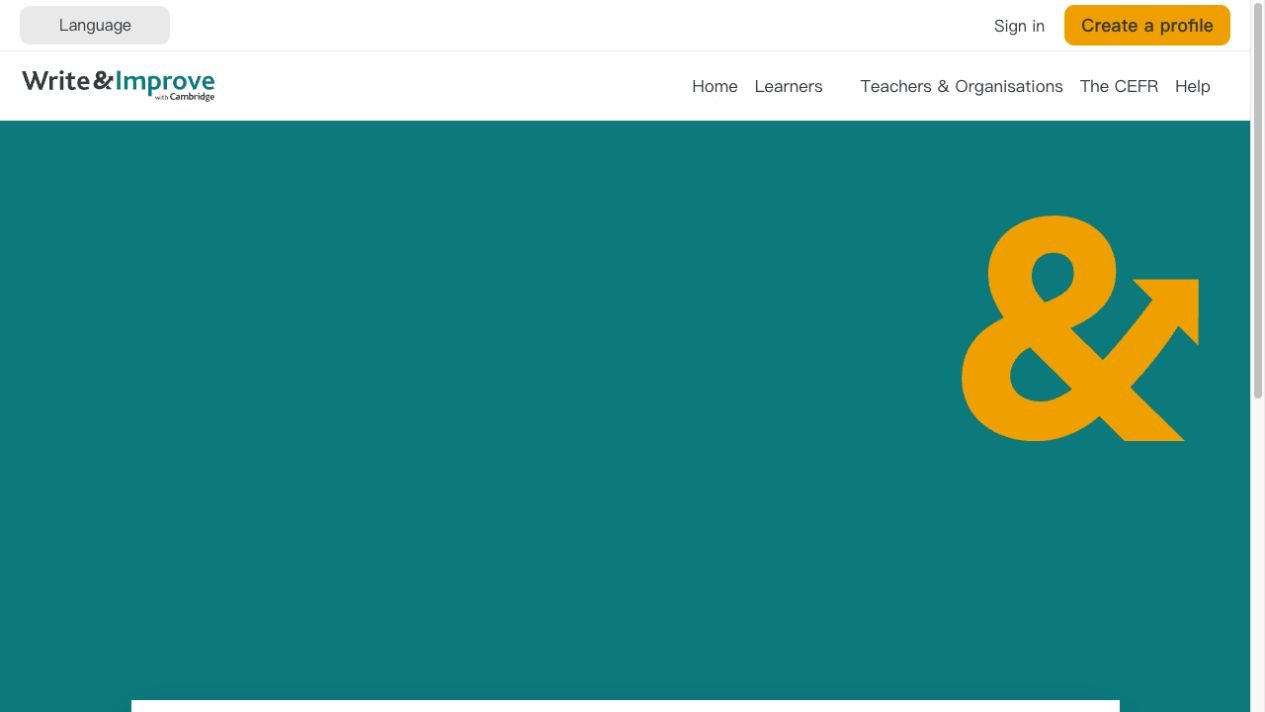 Language
Sign in
Create a profile
Write&Improve
with Cambridge
Home
Learners
Teachers & Organisations
The CEFR
Help
&